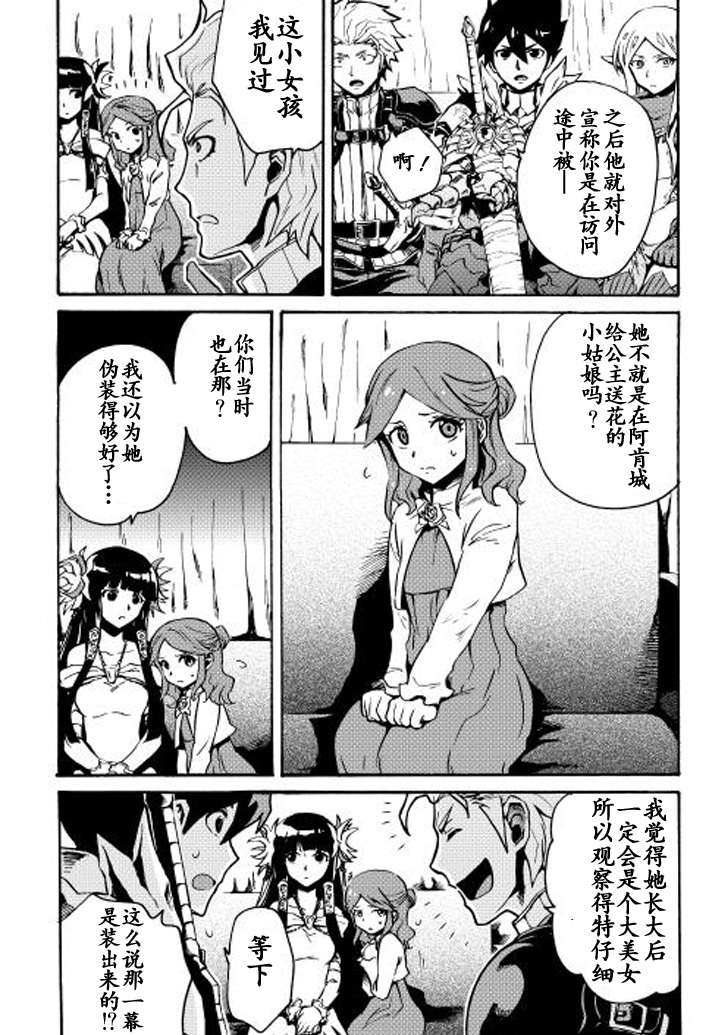 之后他就对外
宣称你是在访问
途中被—
啊！
这小女孩
我见过
她不就是在阿肯城
给公主送花的
小姑娘吗？
你们当时
也在那？
我还以为她
伪装得够好了…
我觉得她长大后
一定会是个大美女
所以观察得特仔细
等下
这么说那一幕
是装出来的!?